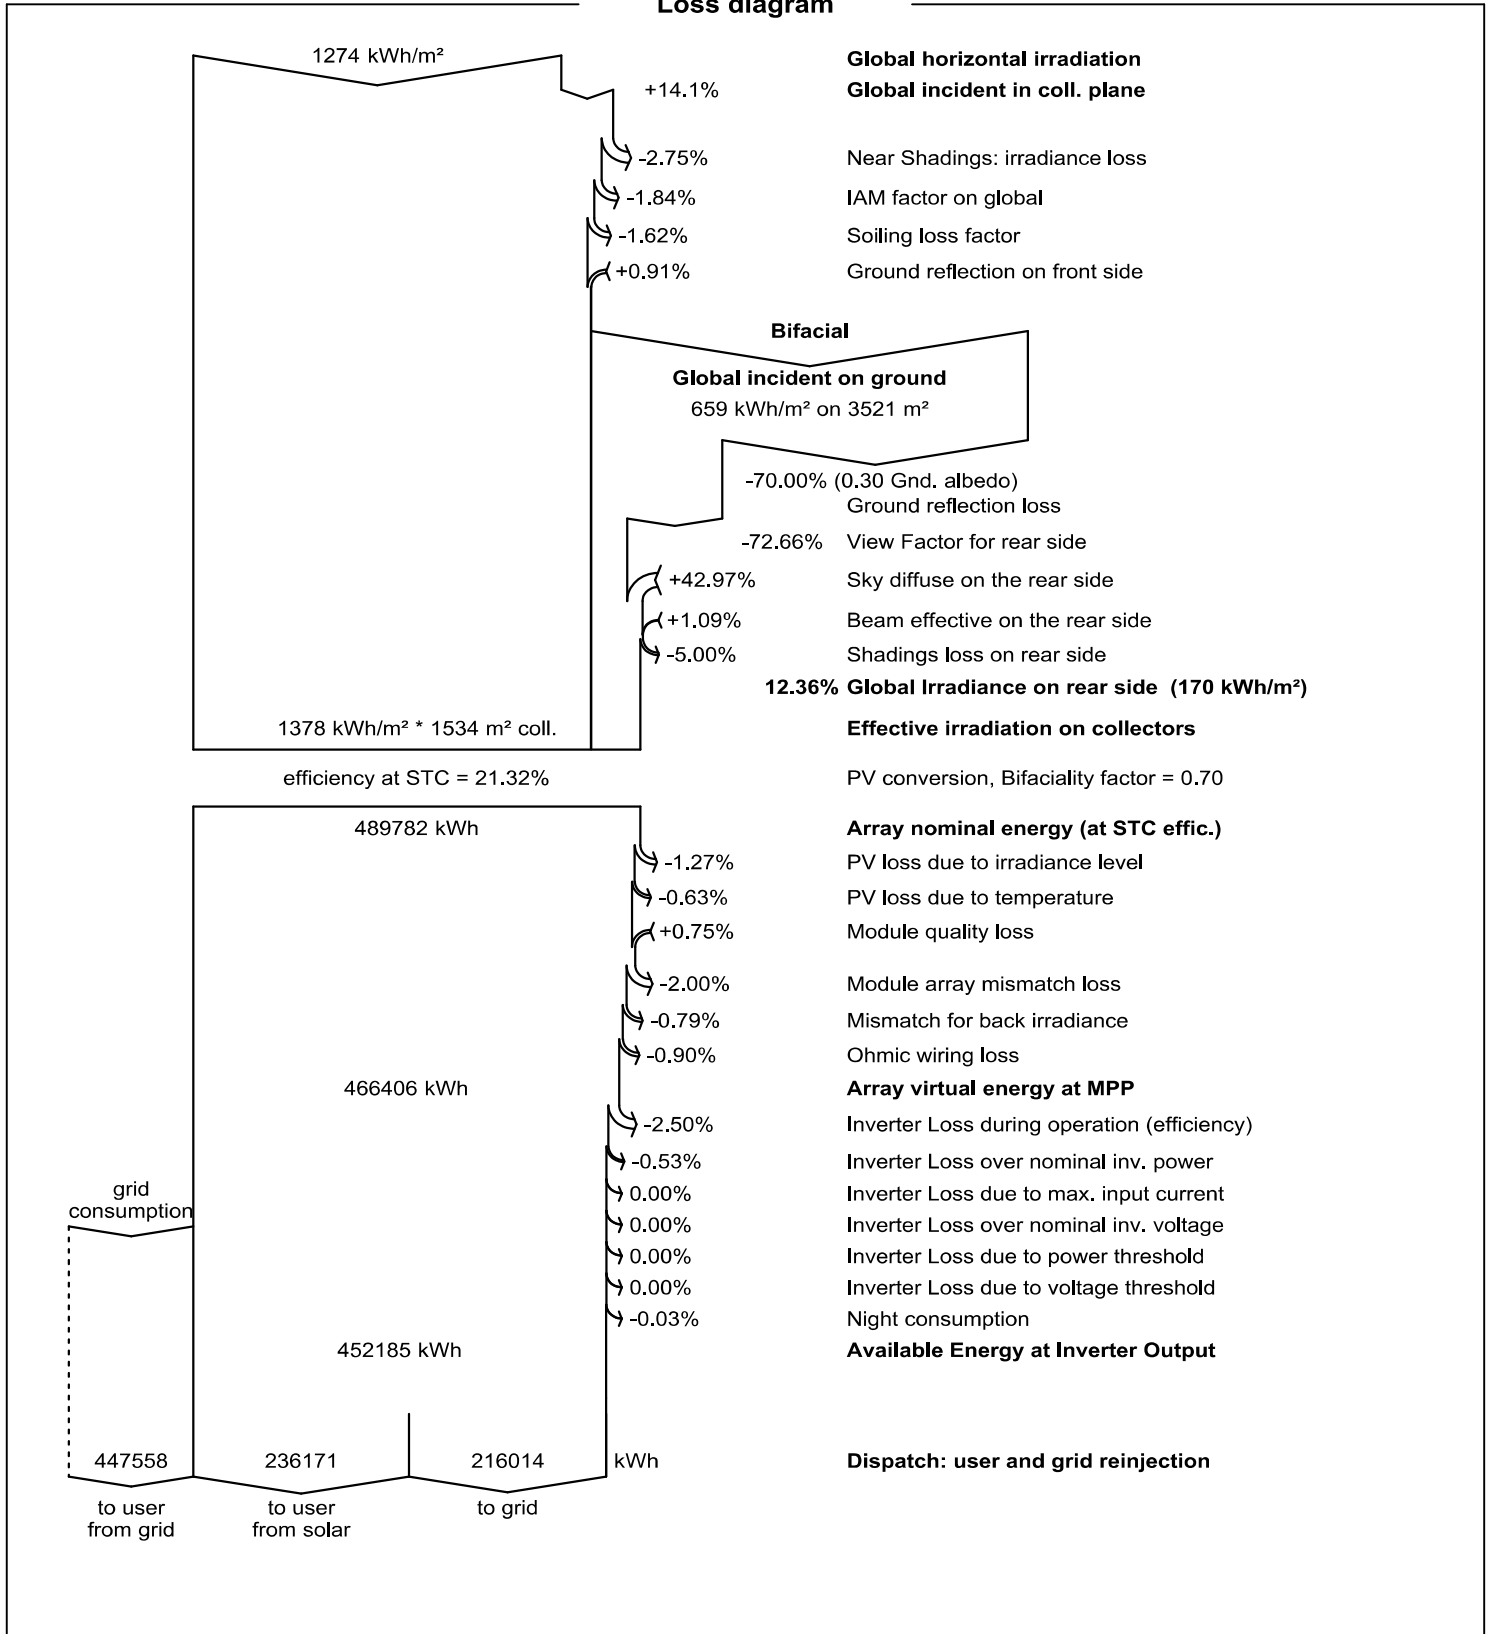 Loss diagram
1274 kWh/m²
Global horizontal irradiation
+14.1%
Global incident in coll. plane
-2.75%
Near Shadings: irradiance loss
-1.84%
IAM factor on global
-1.62%
Soiling loss factor
+0.91%
Ground reflection on front side
Bifacial
Global incident on ground
659 kWh/m² on 3521 m²
-70.00% (0.30 Gnd. albedo)
Ground reflection loss
-72.66%
View Factor for rear side
+42.97%
Sky diffuse on the rear side
+1.09%
Beam effective on the rear side
-5.00%
Shadings loss on rear side
12.36% Global Irradiance on rear side (170 kWh/m²)
1378 kWh/m² * 1534 m² coll.
Effective irradiation on collectors
efficiency at STC = 21.32%
PV conversion, Bifaciality factor = 0.70
489782 kWh
Array nominal energy (at STC effic.)
-1.27%
PV loss due to irradiance level
-0.63%
PV loss due to temperature
+0.75%
Module quality loss
-2.00%
Module array mismatch loss
-0.79%
Mismatch for back irradiance
-0.90%
Ohmic wiring loss
466406 kWh
Array virtual energy at MPP
-2.50%
Inverter Loss during operation (efficiency)
-0.53%
Inverter Loss over nominal inv. power
0.00%
Inverter Loss due to max. input current
0.00%
Inverter Loss over nominal inv. voltage
0.00%
Inverter Loss due to power threshold
0.00%
Inverter Loss due to voltage threshold
-0.03%
Night consumption
grid
consumption
452185 kWh
Available Energy at Inverter Output
447558
236171
216014
kWh
Dispatch: user and grid reinjection
to user
from grid
to user
from solar
to grid